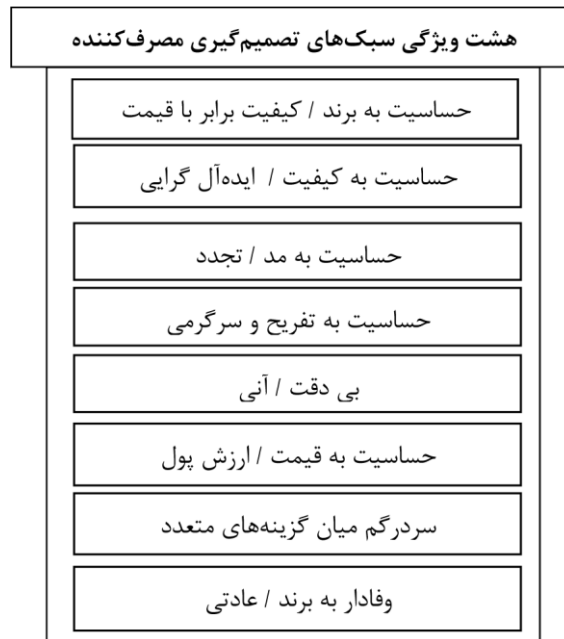 هشت ویژگی سبک‌های تصمیم‌گیری مصرف‌کننده
حساسیت به برند / کیفیت برابر با قیمت
حساسیت به کیفیت / ایده‌آل گرایی
حساسیت به مد / تجدد
حساسیت به تفریح و سرگرمی
بی دقت / آنی
حساسیت به قیمت / ارزش پول
سردرگم میان گزینه‌های متعدد
وفادار به برند / عادتی